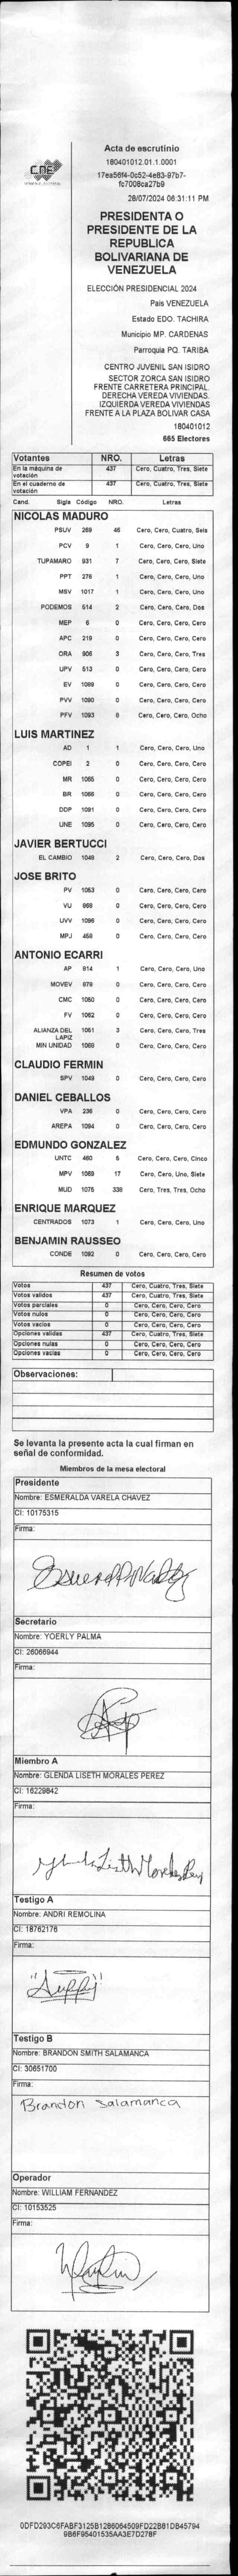 CNE
Acta de escrutinio
180401012.01.1.0001
17ea56f4-0c52-4e83-97b7-
fc7008ca27b9
28/07/2024 06:31:11 PM
PRESIDENTA O
PRESIDENTE DE LA
REPUBLICA
BOLIVARIANA DE
VENEZUELA
ELECCIÓN PRESIDENCIAL 2024
País VENEZUELA
Estado EDO. TACHIRA
Municipio MP. CARDENAS
Parroquia PQ. TARIBA
CENTRO JUVENIL SAN ISIDRO
SECTOR ZORCA SAN ISIDRO
FRENTE CARRETERA PRINCIPAL.
DERECHA VEREDA VIVIENDAS.
IZQUIERDA VEREDA VIVIENDAS
FRENTE A LA PLAZA BOLIVAR CASA
180401012
665 Electores
Votantes NRO. Letras
En la máquina de votación 437 Cero, Cuatro, Tres, Siete
En el cuaderno de votación 437 Cero, Cuatro, Tres, Siete
Cand. Sigla Código NRO. Letras
NICOLAS MADURO
PSUV 269 46 Cero, Cero, Cuatro, Seis
PCV 9 1 Cero, Cero, Cero, Uno
TUPAMARO 931 7 Cero, Cero, Cero, Siete
PPT 276 1 Cero, Cero, Cero, Uno
MSV 1017 1 Cero, Cero, Cero, Uno
PODEMOS 514 2 Cero, Cero, Cero, Dos
MEP 6 0 Cero, Cero, Cero, Cero
APC 219 0 Cero, Cero, Cero, Cero
ORA 906 3 Cero, Cero, Cero, Tres
UPV 513 0 Cero, Cero, Cero, Cero
EV 1089 0 Cero, Cero, Cero, Cero
PVV 1090 0 Cero, Cero, Cero, Cero
PFV 1093 8 Cero, Cero, Cero, Ocho
LUIS MARTINEZ
AD 1 1 Cero, Cero, Cero, Uno
COPEI 2 0 Cero, Cero, Cero, Cero
MR 1065 0 Cero, Cero, Cero, Cero
BR 1066 0 Cero, Cero, Cero, Cero
DDP 1091 0 Cero, Cero, Cero, Cero
UNE 1095 0 Cero, Cero, Cero, Cero
JAVIER BERTUCCI
EL CAMBIO 1048 2 Cero, Cero, Cero, Dos
JOSE BRITO
PV 1053 0 Cero, Cero, Cero, Cero
VU 868 0 Cero, Cero, Cero, Cero
UVV 1096 0 Cero, Cero, Cero, Cero
MPJ 458 0 Cero, Cero, Cero, Cero
ANTONIO ECARRI
AP 814 1 Cero, Cero, Cero, Uno
MOVEV 879 0 Cero, Cero, Cero, Cero
CMC 1050 0 Cero, Cero, Cero, Cero
FV 1062 0 Cero, Cero, Cero, Cero
ALIANZA DEL LAPIZ 1061 3 Cero, Cero, Cero, Tres
MIN UNIDAD 1069 0 Cero, Cero, Cero, Cero
CLAUDIO FERMIN
SPV 1049 0 Cero, Cero, Cero, Cero
DANIEL CEBALLOS
VPA 236 0 Cero, Cero, Cero, Cero
AREPA 1094 0 Cero, Cero, Cero, Cero
EDMUNDO GONZALEZ
UNTC 460 5 Cero, Cero, Cero, Cinco
MPV 1069 17 Cero, Cero, Uno, Siete
MUD 1075 338 Cero, Tres, Tres, Ocho
ENRIQUE MARQUEZ
CENTRADOS 1073 1 Cero, Cero, Cero, Uno
BENJAMIN RAUSSEO
CONDE 1092 0 Cero, Cero, Cero, Cero
Resumen de votos
Votos 437 Cero, Cuatro, Tres, Siete
Votos validos 437 Cero, Cuatro, Tres, Siete
Votos parciales 0 Cero, Cero, Cero, Cero
Votos nulos 0 Cero, Cero, Cero, Cero
Votos vacios 0 Cero, Cero, Cero, Cero
Opciones validas 437 Cero, Cuatro, Tres, Siete
Opciones nulas 0 Cero, Cero, Cero, Cero
Opciones vacias 0 Cero, Cero, Cero, Cero
Observaciones:
Se levanta la presente acta la cual firman en
señal de conformidad.
Miembros de la mesa electoral
Presidente
Nombre: ESMERALDA VARELA CHAVEZ
CI: 10175315
Firma:
Secretario
Nombre: YOERLY PALMA
CI: 26066944
Firma:
Miembro A
Nombre: GLENDA LISETH MORALES PEREZ
CI: 16229842
Firma:
Testigo A
Nombre: ANDRI REMOLINA
CI: 18762176
Firma:
Testigo B
Nombre: BRANDON SMITH SALAMANCA
CI: 30651700
Firma:
Brandon Salamanca
Operador
Nombre: WILLIAM FERNANDEZ
CI: 10153525
Firma:
0DFD293C6FABF3125B1286064509FD22B81DB45794
9B6F95401535AA3E7D278F